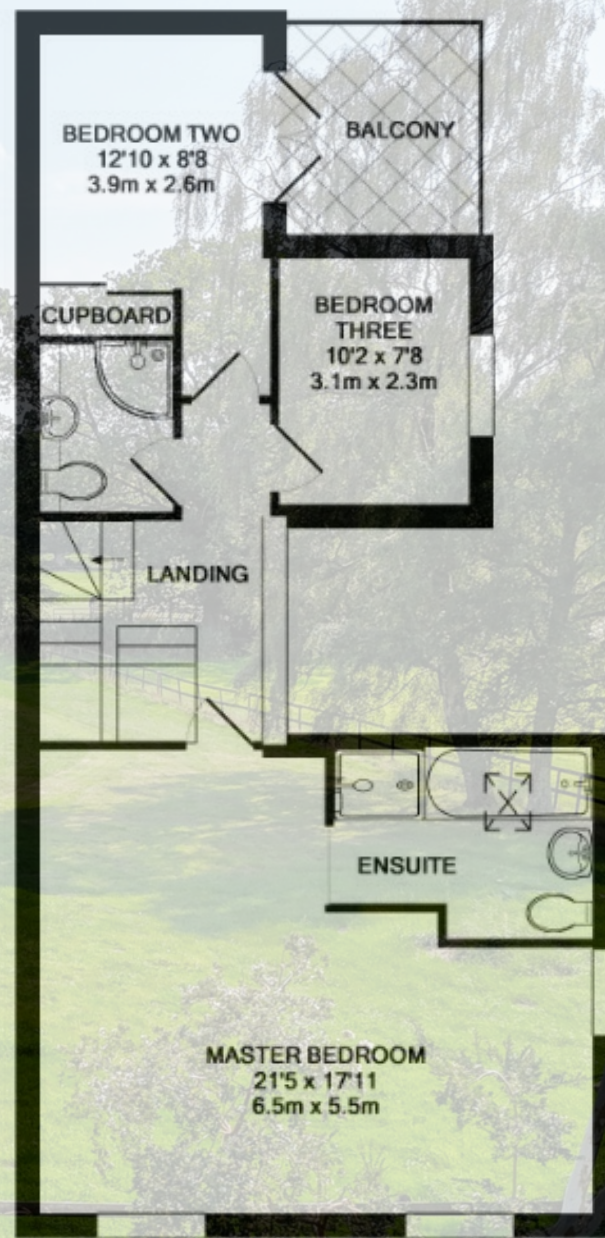 BEDROOM TWO
12'10 x 8'8
3.9m x 2.6m
BALCONY
CUPBOARD
BEDROOM
THREE
10'2 x 7'8
3.1m x 2.3m
LANDING
ENSUITE
MASTER BEDROOM
21'5 x 17'11
6.5m x 5.5m